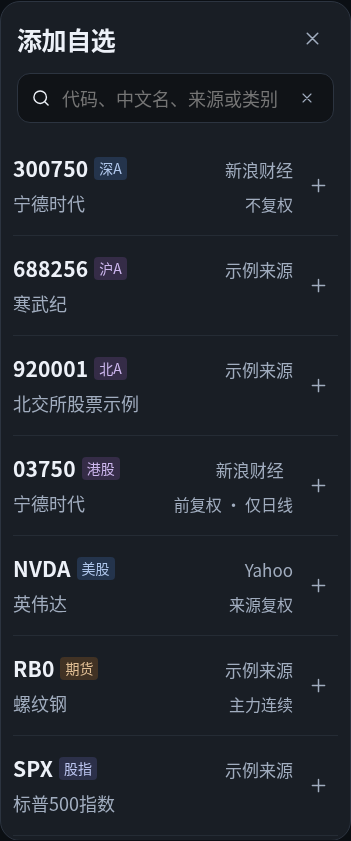 添加自选
代码、中文名、来源或类别
300750 深A 新浪财经
宁德时代 不复权
688256 沪A 示例来源
寒武纪
920001 北A 示例来源
北交所股票示例
03750 港股 新浪财经
宁德时代 前复权 · 仅日线
NVDA 美股 Yahoo
英伟达 来源复权
RB0 期货 示例来源
螺纹钢 主力连续
SPX 股指 示例来源
标普500指数